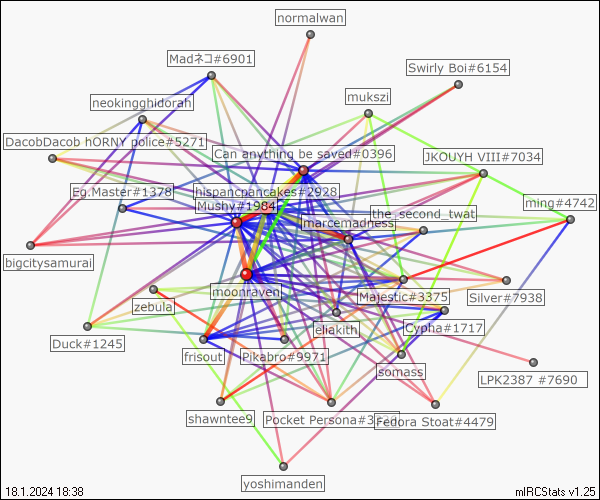 normalwan
Madネコ#6901
Swirly Boi#6154
mukszi
neokingghidorah
DacobDacob hORNY police#5271
Can anything be saved#0396
JKOUYH VIII#7034
Eg.Master#1378
hispancpancakes#2928
Mushy#1984
ming#4742
the_second_twat
marcemadness
bigcitysamurai
moonraven
Majestic#3375
Silver#7938
zebula
eliakith
Cypha#1717
Duck#1245
frisout
Pikabro#9971
somass
LPK2387 #7690
shawntee9
Pocket Persona#
Fedora Stoat#4479
yoshimanden
18.1.2024 18:38
mIRCStats v1.25